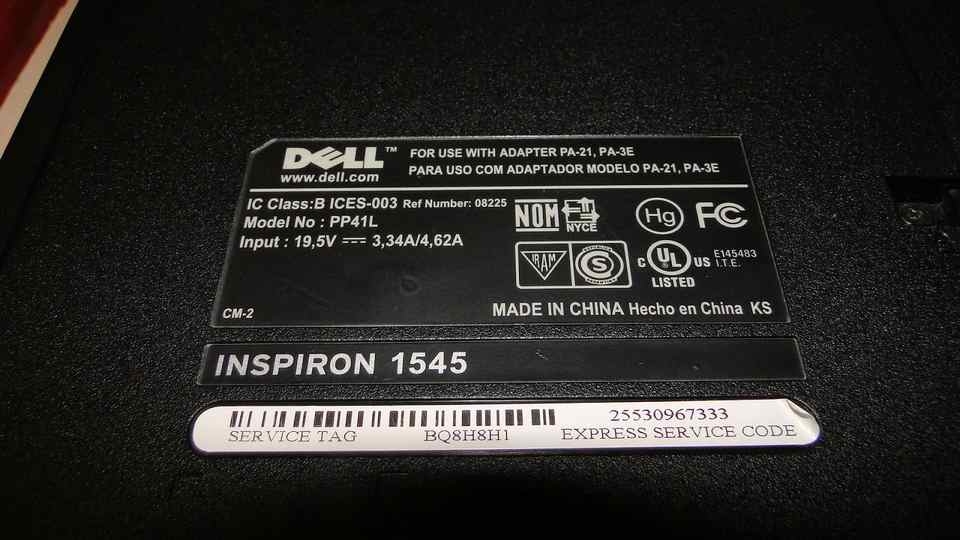 DELL™ FOR USE WITH ADAPTER PA-21, PA-3E
www.dell.com PARA USO COM ADAPTADOR MODELO PA-21, PA-3E
IC Class:B ICES-003 Ref Number: 08225
Model No : PP41L
Input : 19,5V ⎓ 3,34A/4,62A
NOM NYCE
Hg
FC
IRAM
S
C UL US LISTED
E145483
I.T.E.
CM-2
MADE IN CHINA Hecho en China KS
INSPIRON 1545
25530967333
SERVICE TAG BQ8H8H1 EXPRESS SERVICE CODE